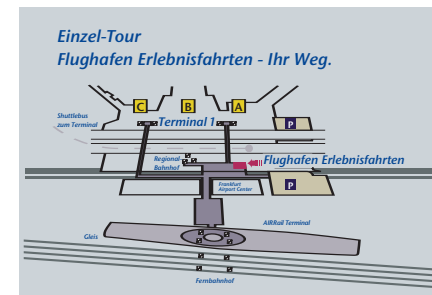 Einzel-Tour
Flughafen Erlebnisfahrten - Ihr Weg.
C
B
A
Shuttlebus
zum Terminal
Terminal 1
P
Regional-
Bahnhof
Flughafen Erlebnisfahrten
Frankfurt
Airport Center
P
AIRRail Terminal
Gleis
Fernbahnhof